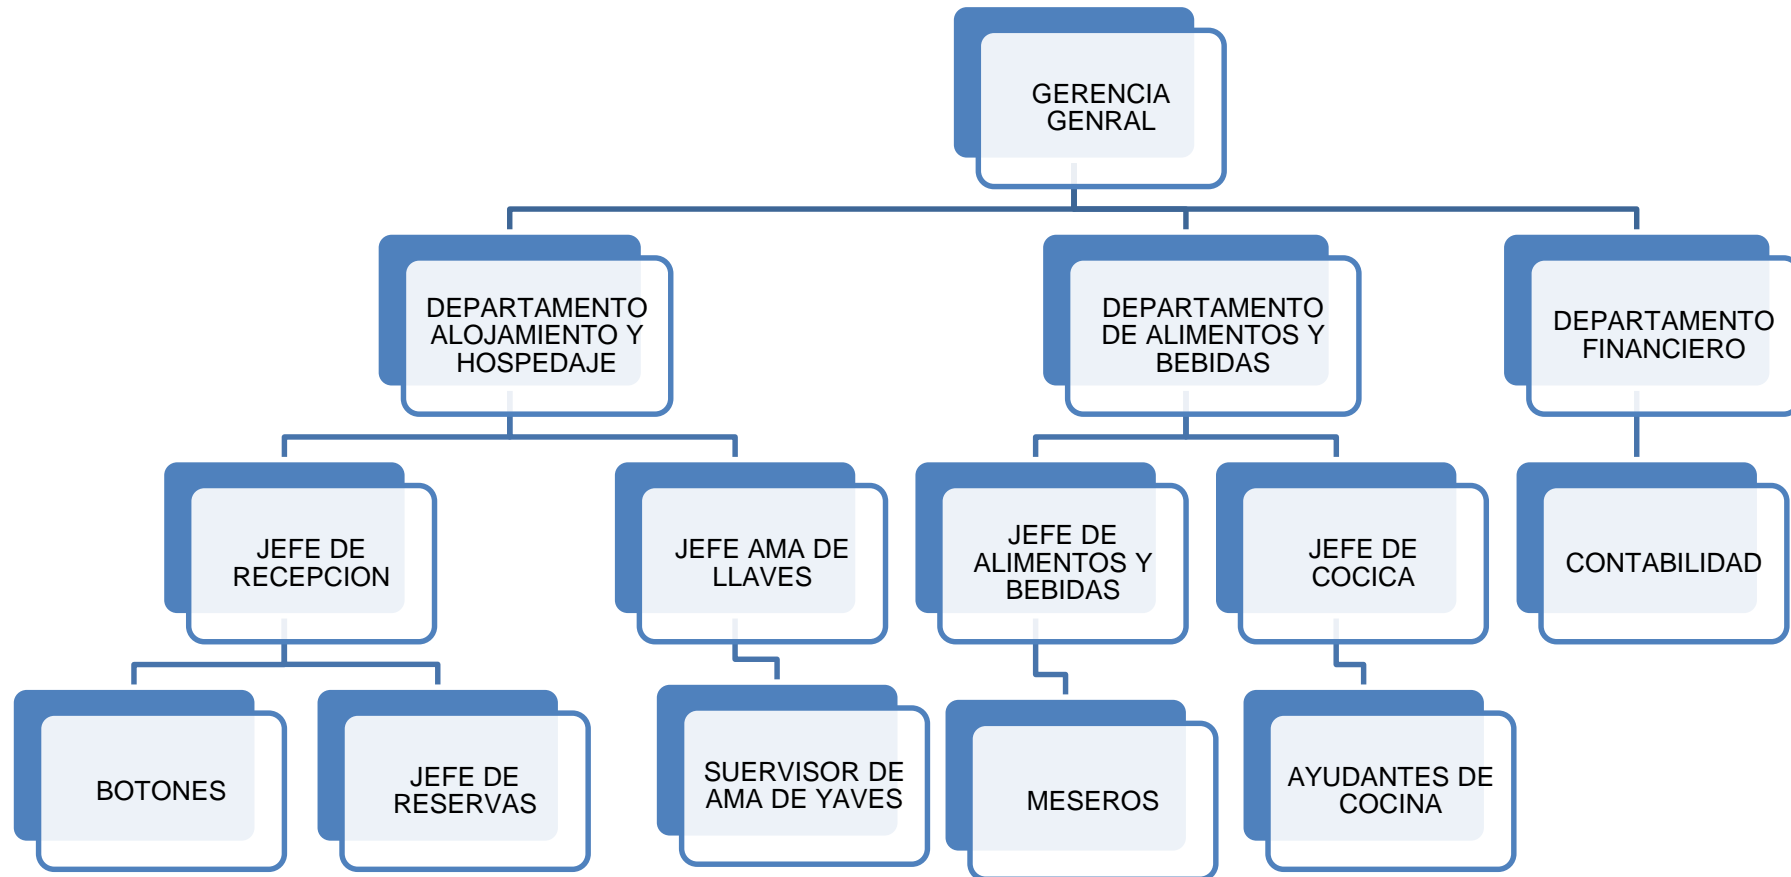 GERENCIA
GENRAL
DEPARTAMENTO
ALOJAMIENTO Y
HOSPEDAJE
DEPARTAMENTO
DE ALIMENTOS Y
BEBIDAS
DEPARTAMENTO
FINANCIERO
JEFE DE
RECEPCION
JEFE AMA DE
LLAVES
JEFE DE
ALIMENTOS Y
BEBIDAS
JEFE DE
COCICA
CONTABILIDAD
BOTONES
JEFE DE
RESERVAS
SUERVISOR DE
AMA DE YAVES
MESEROS
AYUDANTES DE
COCINA